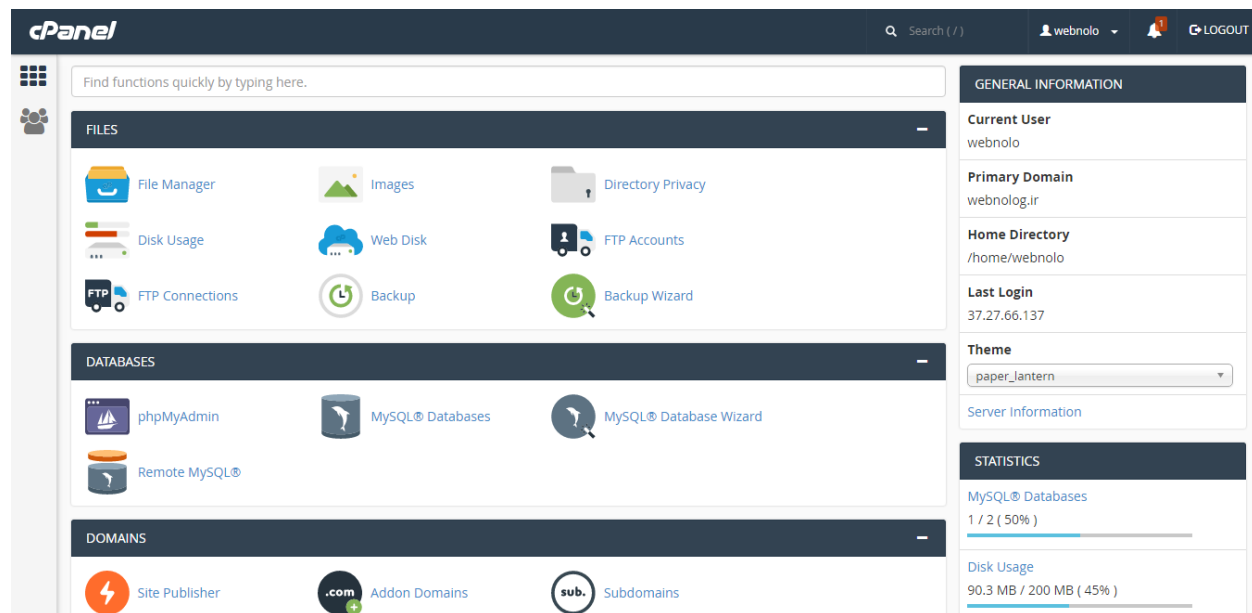 cPanel
Search ( / )
webnolo
1
LOGOUT
Find functions quickly by typing here.
FILES
File Manager
Images
Directory Privacy
Disk Usage
Web Disk
FTP Accounts
FTP
FTP Connections
Backup
Backup Wizard
DATABASES
phpMyAdmin
MySQL® Databases
MySQL® Database Wizard
Remote MySQL®
DOMAINS
Site Publisher
.com
Addon Domains
sub.
Subdomains
GENERAL INFORMATION
Current User
webnolo
Primary Domain
webnolog.ir
Home Directory
/home/webnolo
Last Login
37.27.66.137
Theme
paper_lantern
Server Information
STATISTICS
MySQL® Databases
1 / 2 ( 50% )
Disk Usage
90.3 MB / 200 MB ( 45% )